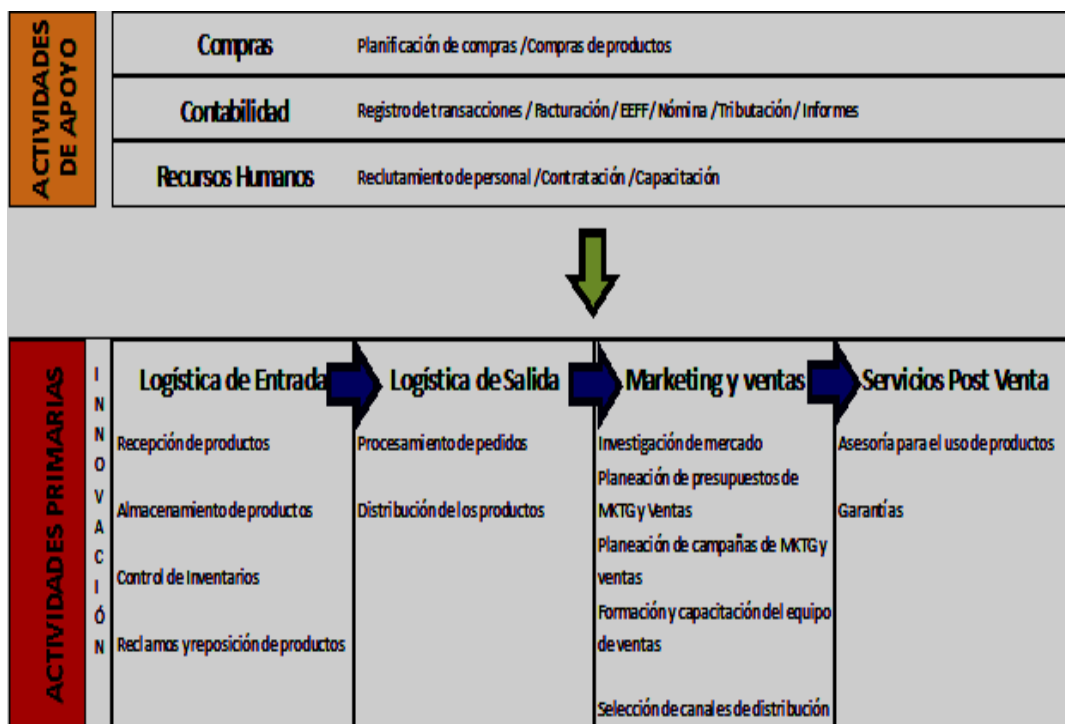 ACTIVIDADES
DE APOYO
Compras
Planificación de compras /Compras de productos
Contabilidad
Registro de transacciones / Facturación / EEFF/ Nómina /Tributación / Informes
Recursos Humanos
Reclutamiento de personal /Contratación /Capacitación
ACTIVIDADES PRIMARIAS
INNOVACIÓN
Logística de Entrada
Recepción de productos
Almacenamiento de productos
Control de Inventarios
Reclamos y reposición de productos
Logística de Salida
Procesamiento de pedidos
Distribución de los productos
Marketing y ventas
Investigación de mercado
Planeación de presupuestos de
MKTG y Ventas
Planeación de campañas de MKTG y
ventas
Formación y capacitación del equipo
de ventas
Selección de canales de distribución
Servicios Post Venta
Asesoría para el uso de productos
Garantías